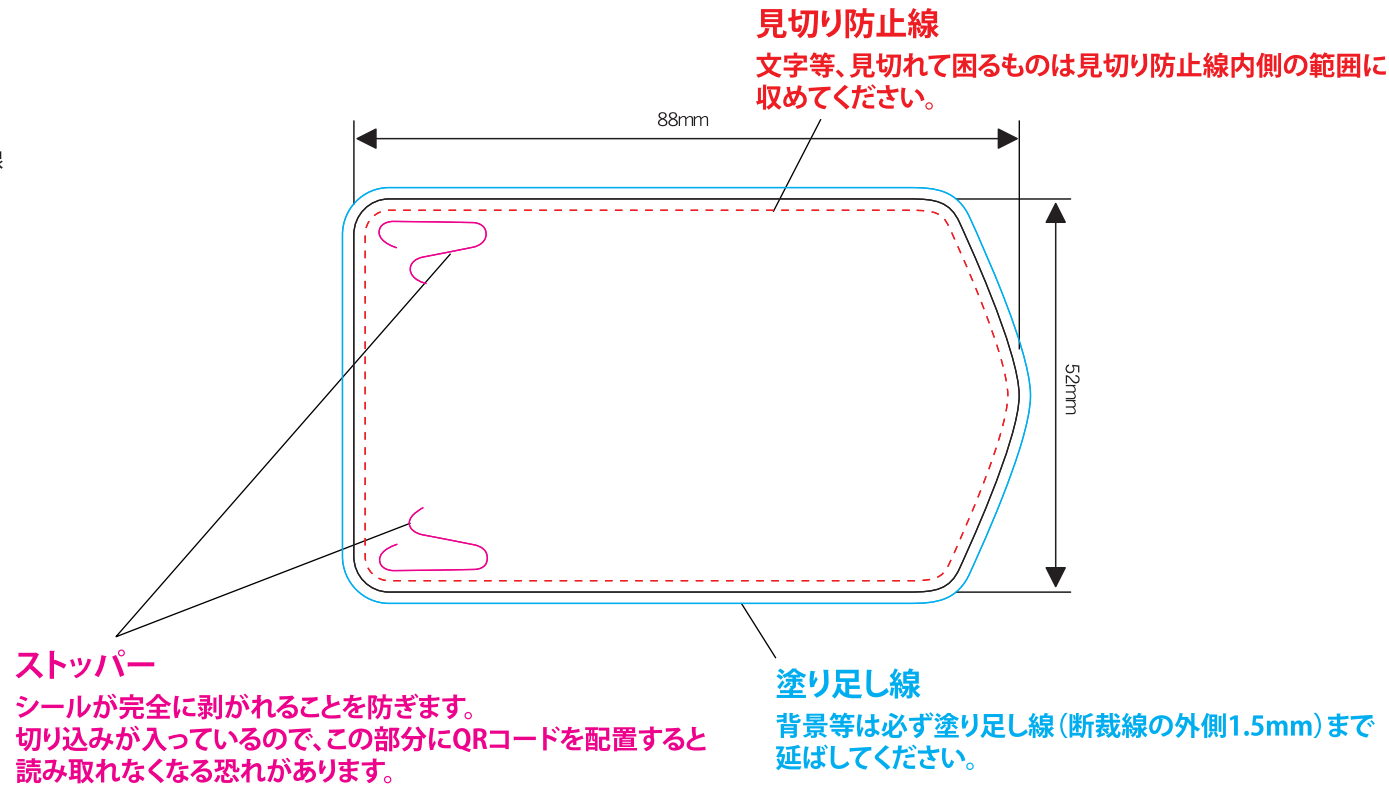 見切り防止線
文字等、見切れて困るものは見切り防止線内側の範囲に
収めてください。
88mm
52mm
ストッパー
シールが完全に剥がれることを防ぎます。
切り込みが入っているので、この部分にQRコードを配置すると
読み取れなくなる恐れがあります。
塗り足し線
背景等は必ず塗り足し線（断裁線の外側1.5mm）まで
延ばしてください。